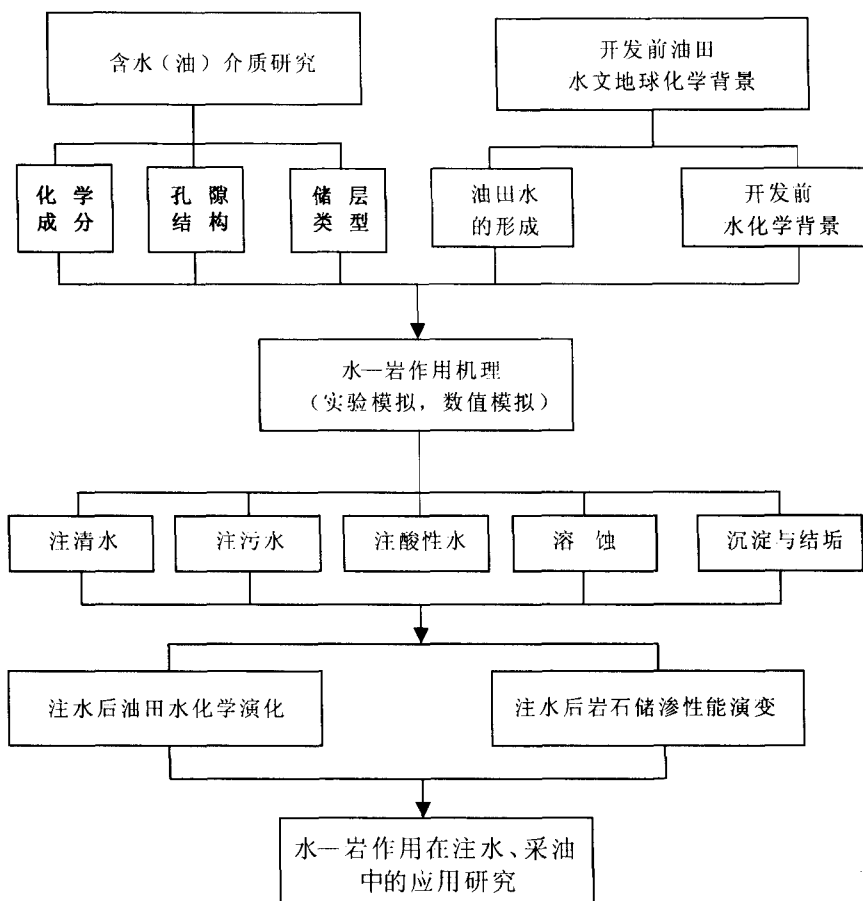 含水（油）介质研究
开发前油田
水文地球化学背景
化 学
成 分
孔 隙
结 构
储 层
类 型
油田水
的形成
开发前
水化学背景
水—岩作用机理
（实验模拟，数值模拟）
注清水
注污水
注酸性水
溶 蚀
沉淀与结垢
注水后油田水化学演化
注水后岩石储渗性能演变
水—岩作用在注水、采油
中的应用研究